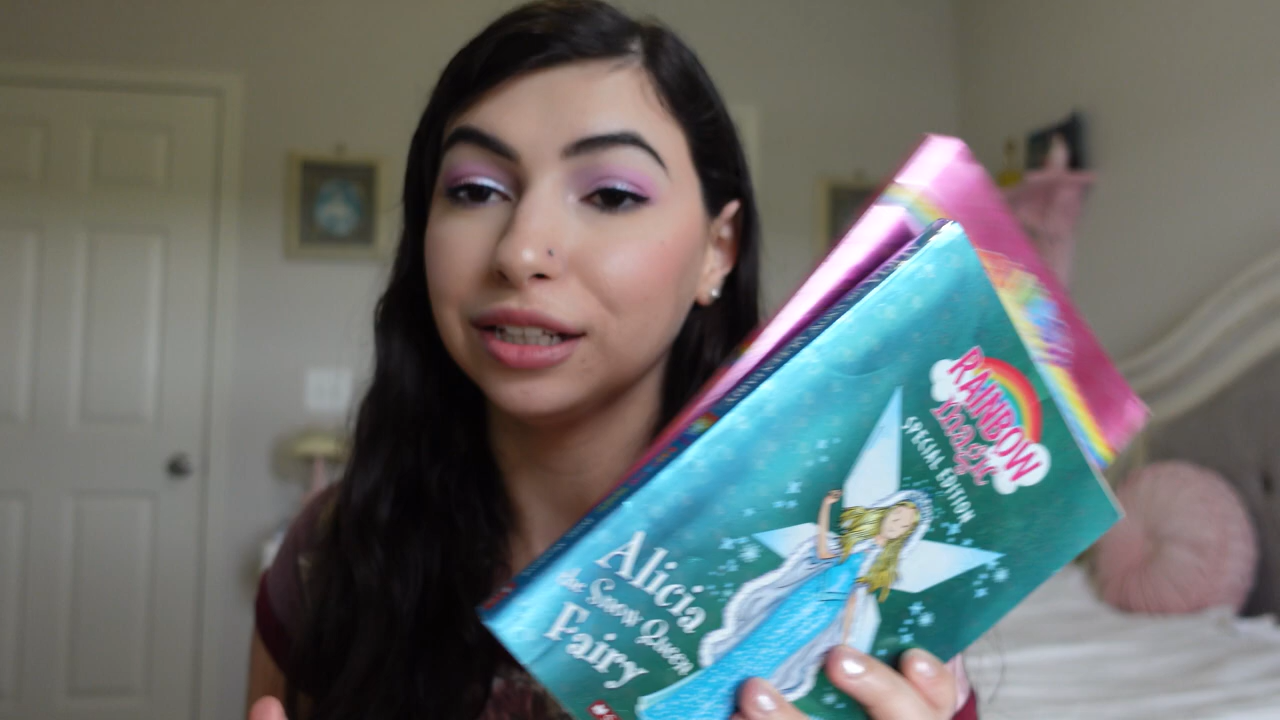 RAINBOW
magic
SPECIAL EDITION
Alicia
the Snow Queen
Fairy